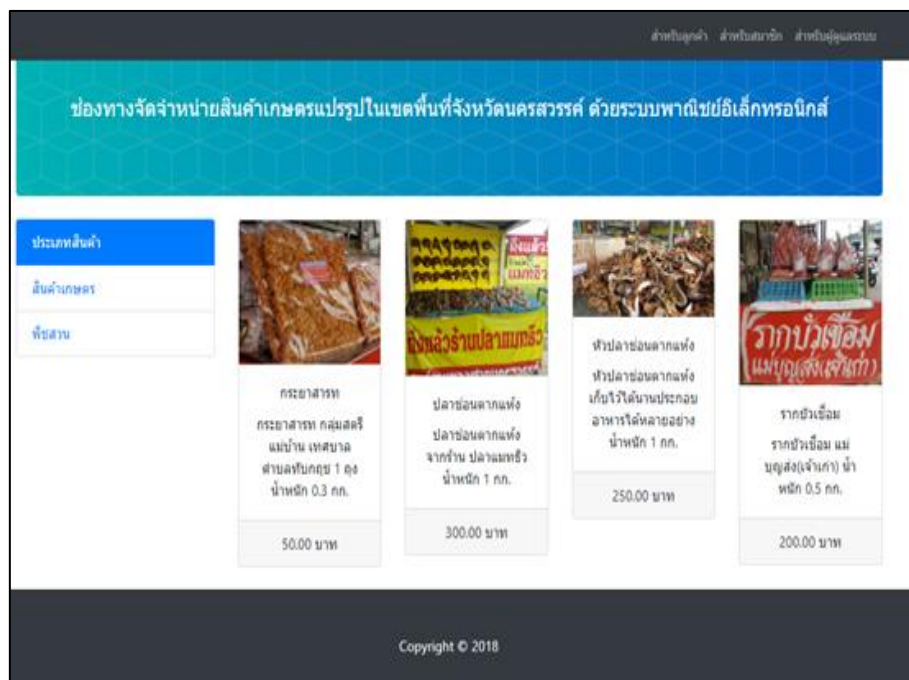 สำหรับลูกค้า สำหรับสมาชิก สำหรับผู้ดูแลระบบ
ช่องทางจัดจำหน่ายสินค้าเกษตรแปรรูปในเขตพื้นที่จังหวัดนครสวรรค์ ด้วยระบบพาณิชย์อิเล็กทรอนิกส์
ประเภทสินค้า
สินค้าเกษตร
พืชสวน
กระยาสารท
กระยาสารท กลุ่มสตรี
แม่บ้าน เทศบาล
ตำบลทับกฤช 1 ถุง
น้ำหนัก 0.3 กก.
50.00 บาท
ปลาช่อนตากแห้ง
ปลาช่อนตากแห้ง
จากร้าน ปลาแมทธิว
น้ำหนัก 1 กก.
300.00 บาท
หัวปลาช่อนตากแห้ง
หัวปลาช่อนตากแห้ง
เก็บไว้ได้นานประกอบ
อาหารได้หลายอย่าง
น้ำหนัก 1 กก.
250.00 บาท
รากบัวเชื่อม
แม่บุญส่ง(เจ้าเก่า)
รากบัวเชื่อม
รากบัวเชื่อม แม่
บุญส่ง(เจ้าเก่า) น้ำ
หนัก 0.5 กก.
200.00 บาท
Copyright © 2018